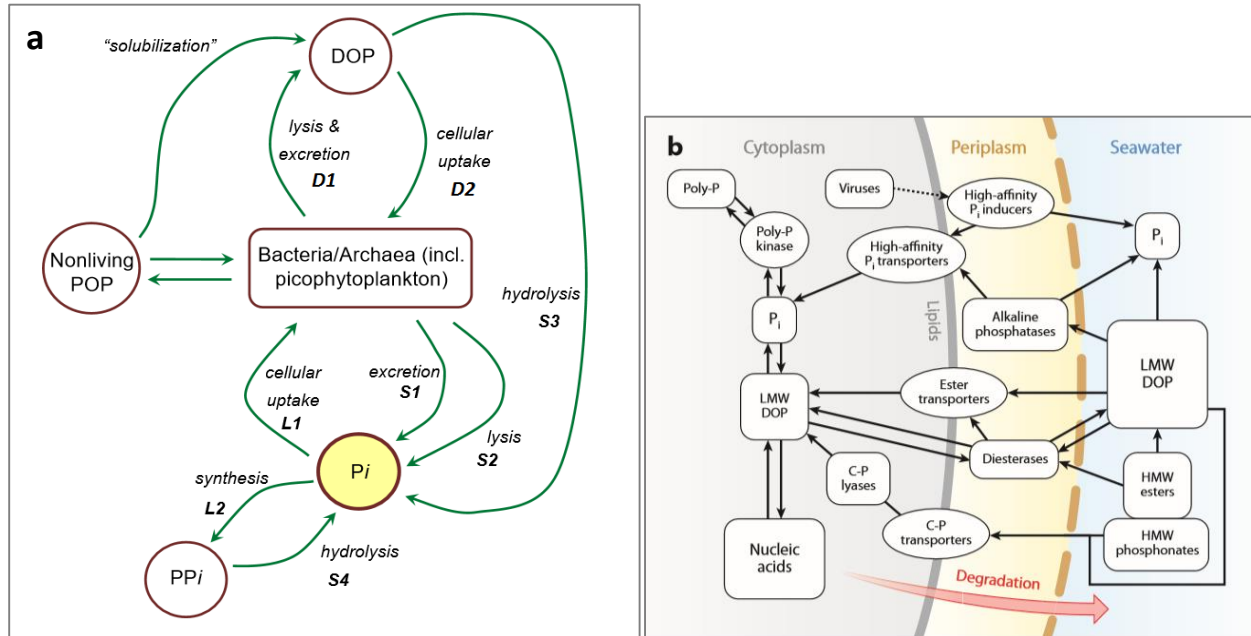 a
"solubilization"
DOP
lysis &
excretion
D1
cellular
uptake
D2
Nonliving
POP
Bacteria/Archaea (incl.
picophytoplankton)
hydrolysis
S3
cellular
uptake
L1
excretion
S1
lysis
S2
Pi
synthesis
L2
hydrolysis
S4
PPi
b
Cytoplasm
Periplasm
Seawater
Poly-P
Viruses
High-affinity
Pi inducers
Poly-P
kinase
High-affinity
Pi transporters
Pi
Pi
Lipids
Alkaline
phosphatases
LMW
DOP
LMW
DOP
Ester
transporters
Diesterases
C-P
lyases
HMW
esters
C-P
transporters
HMW
phosphonates
Nucleic
acids
Degradation